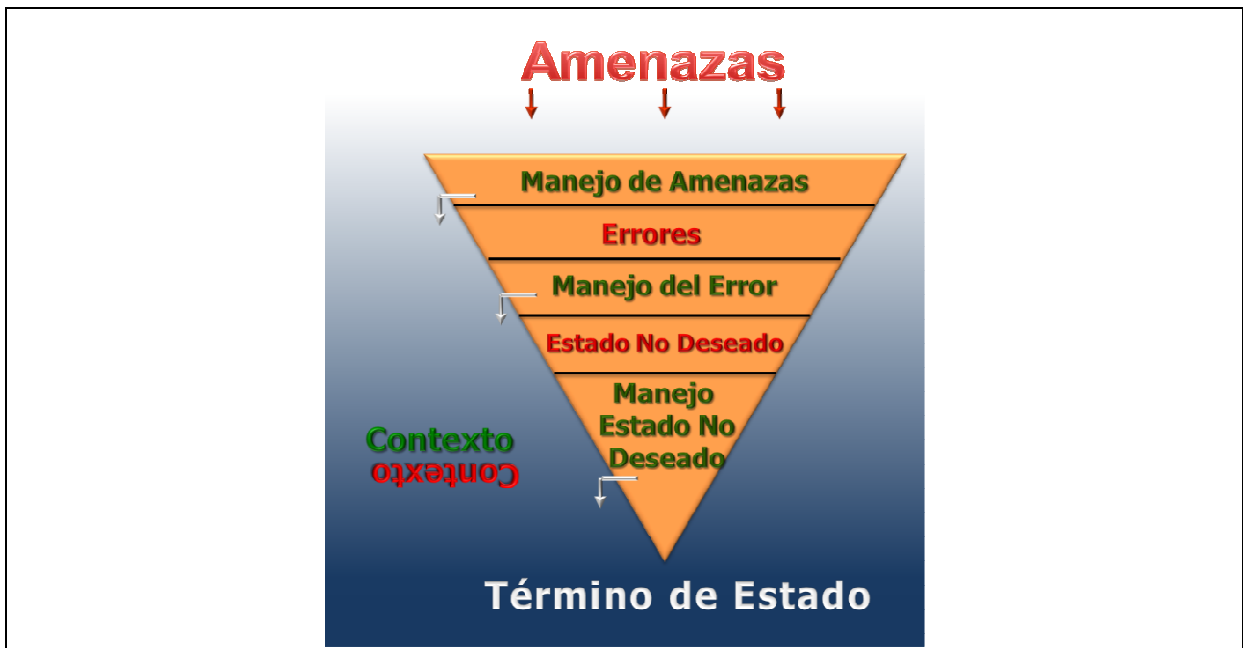 Amenazas
Manejo de Amenazas
Errores
Manejo del Error
Estado No Deseado
Manejo
Estado No
Deseado
Contexto
Contexto
Término de Estado